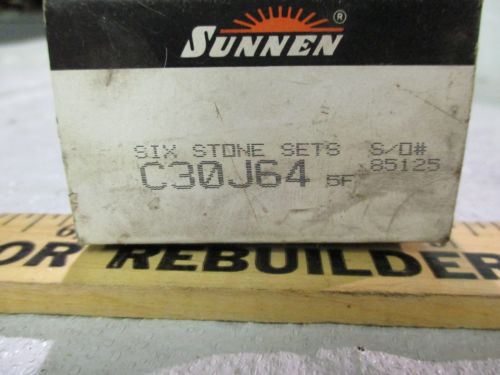 SUNNEN ®
SIX STONE SETS S/O#
C30J64 5F 85125
OR REBUILDER